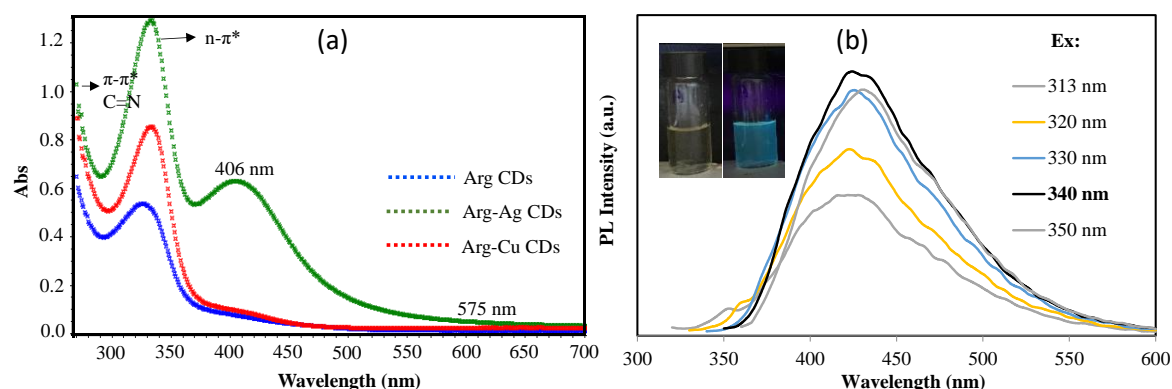 (a)
1.2
1.0
0.8
0.6
0.4
0.2
0.0
Abs
n-π*
π-π*
C=N
406 nm
575 nm
Arg CDs
Arg-Ag CDs
Arg-Cu CDs
300 350 400 450 500 550 600 650 700
Wavelength (nm)
(b)
PL Intensity (a.u.)
Ex:
313 nm
320 nm
330 nm
340 nm
350 nm
300 350 400 450 500 550 600
Wavelength (nm)